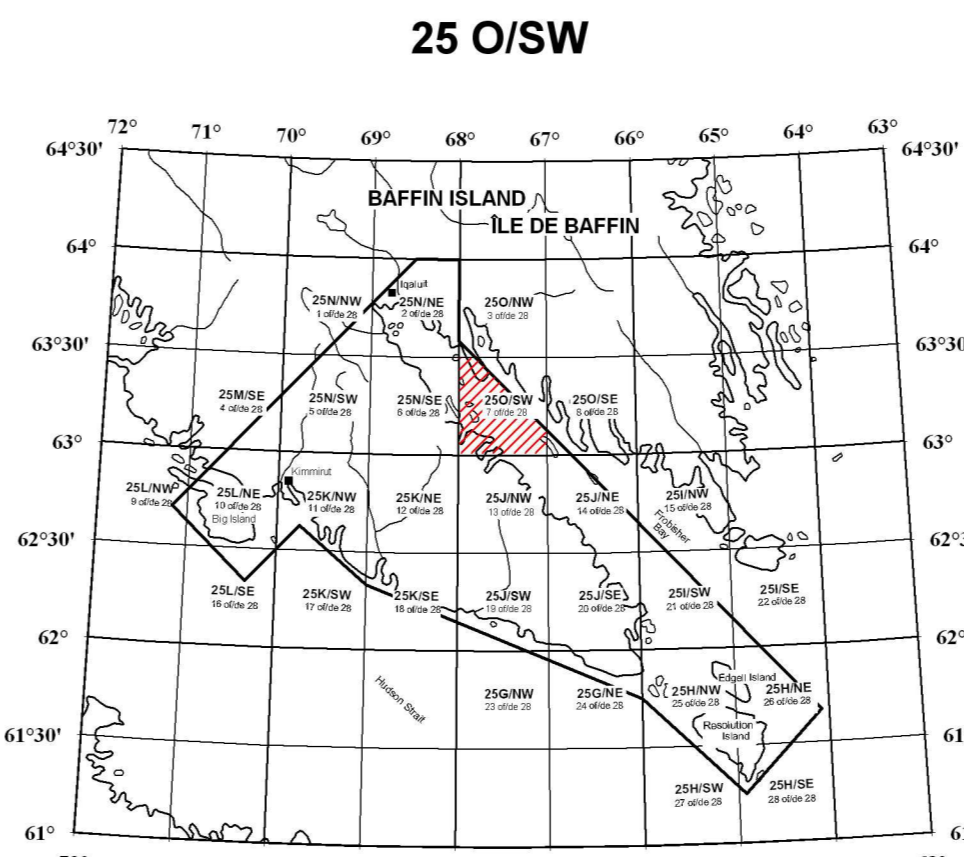 25 O/SW
72° 71° 70° 69° 68° 67° 66° 65° 64° 63°
64°30' 64°30'
BAFFIN ISLAND
ÎLE DE BAFFIN
64° 64°
Iqaluit
25N/NW 25N/NE 25O/NW
1 of/de 28 2 of/de 28 3 of/de 28
63°30' 63°30
25M/SE 25N/SW 25N/SE 25O/SW 25O/SE
4 of/de 28 5 of/de 28 6 of/de 28 7 of/de 28 8 of/de 28
63° 63°
Kimmirut
25L/NW 25L/NE 25K/NW 25K/NE 25J/NW 25J/NE 25I/NW
9 of/de 28 10 of/de 28 11 of/de 28 12 of/de 28 13 of/de 28 14 of/de 28 15 of/de 28
Big Island
Frobisher
Bay
62°30' 62°3
25L/SE 25K/SW 25K/SE 25J/SW 25J/SE 25I/SW 25I/SE
16 of/de 28 17 of/de 28 18 of/de 28 19 of/de 28 20 of/de 28 21 of/de 28 22 of/de 28
62° 62°
Hudson Strait
Edgell Island
25G/NW 25G/NE 25H/NW 25H/NE
23 of/de 28 24 of/de 28 25 of/de 28 26 of/de 28
Resolution
Island
61°30' 61
25H/SW 25H/SE
27 of/de 28 28 of/de 28
61° 6